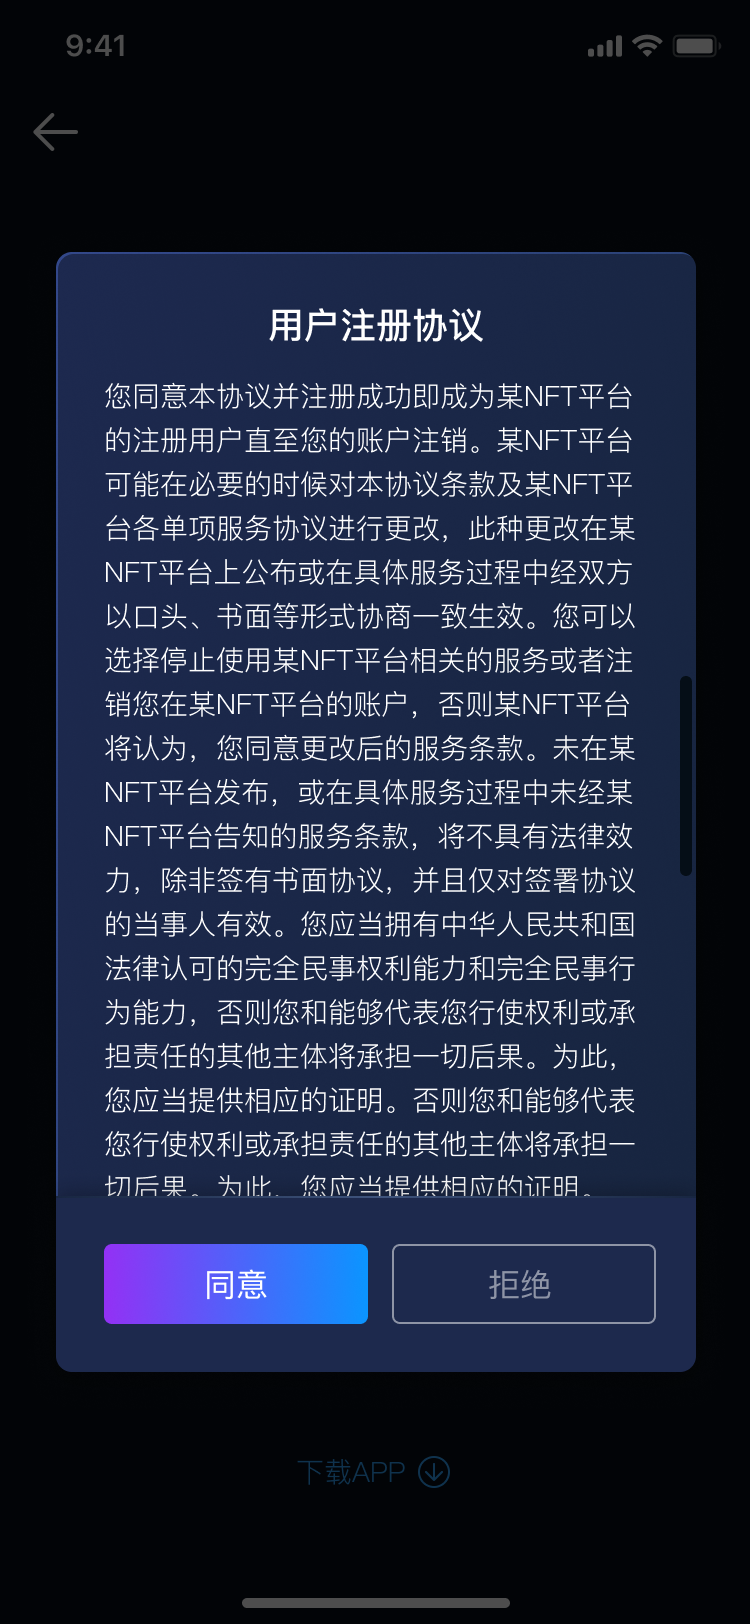 9:41
用户注册协议
您同意本协议并注册成功即成为某NFT平台
的注册用户直至您的账户注销。某NFT平台
可能在必要的时候对本协议条款及某NFT平
台各单项服务协议进行更改，此种更改在某
NFT平台上公布或在具体服务过程中经双方
以口头、书面等形式协商一致生效。您可以
选择停止使用某NFT平台相关的服务或者注
销您在某NFT平台的账户，否则某NFT平台
将认为，您同意更改后的服务条款。未在某
NFT平台发布，或在具体服务过程中未经某
NFT平台告知的服务条款，将不具有法律效
力，除非签有书面协议，并且仅对签署协议
的当事人有效。您应当拥有中华人民共和国
法律认可的完全民事权利能力和完全民事行
为能力，否则您和能够代表您行使权利或承
担责任的其他主体将承担一切后果。为此，
您应当提供相应的证明。否则您和能够代表
您行使权利或承担责任的其他主体将承担一
切后果。为此，您应当提供相应的证明。
同意
拒绝
下载APP